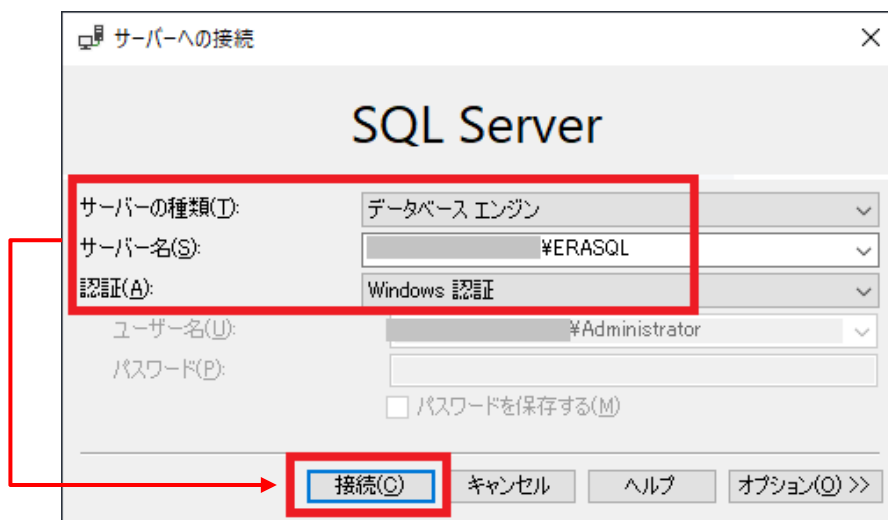 サーバーへの接続
SQL Server
サーバーの種類(T): データベース エンジン
サーバー名(S): ¥ERASQL
認証(A): Windows 認証
ユーザー名(U): ¥Administrator
パスワード(P):
パスワードを保存する(M)
接続(C) キャンセル ヘルプ オプション(O) >>